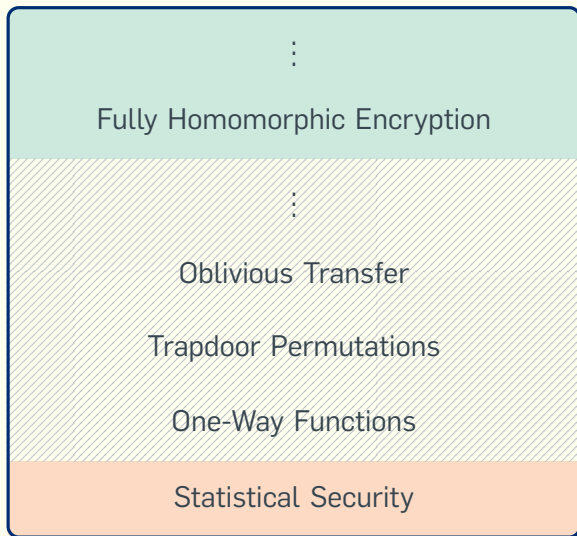 ⋮
Fully Homomorphic Encryption
⋮
Oblivious Transfer
Trapdoor Permutations
One-Way Functions
Statistical Security